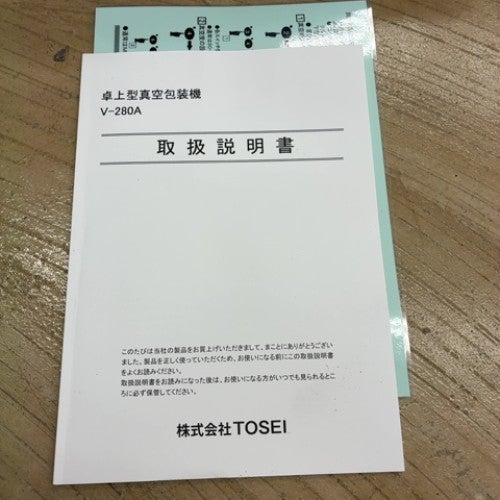 卓上型真空包装機
V-280A
取扱説明書
このたびは当社の製品をお買上げいただきまして、まことにありがとうござい
ました。製品を正しく使っていただくため、お使いになる前にこの取扱説明書
をよくお読みください。
取扱説明書をお読みになった後は、お使いになる方がいつでも見られるとこ
ろに必ず保管してください。
株式会社TOSEI